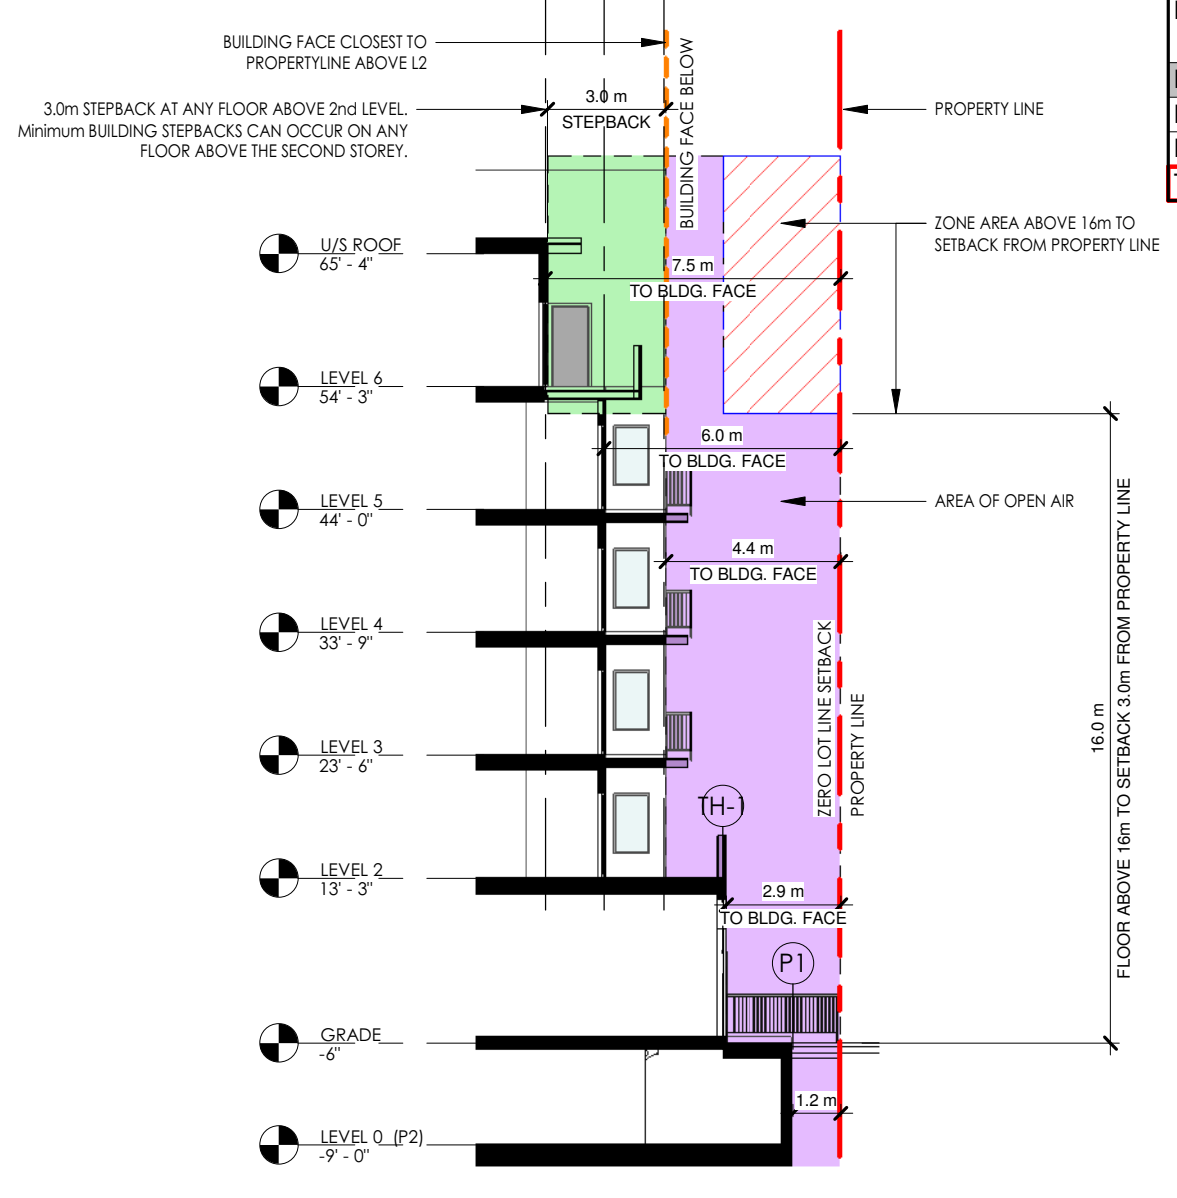 BUILDING FACE CLOSEST TO
PROPERTYLINE ABOVE L2
3.0m STEPBACK AT ANY FLOOR ABOVE 2nd LEVEL.
Minimum BUILDING STEPBACKS CAN OCCUR ON ANY
FLOOR ABOVE THE SECOND STOREY.
3.0 m
STEPBACK
BUILDING FACE BELOW
PROPERTY LINE
ZONE AREA ABOVE 16m TO
SETBACK FROM PROPERTY LINE
U/S ROOF
65' - 4"
7.5 m
TO BLDG. FACE
LEVEL 6
54' - 3"
6.0 m
TO BLDG. FACE
LEVEL 5
44' - 0"
AREA OF OPEN AIR
4.4 m
TO BLDG. FACE
LEVEL 4
33' - 9"
ZERO LOT LINE SETBACK
PROPERTY LINE
16.0 m
FLOOR ABOVE 16m TO SETBACK 3.0m FROM PROPERTY LINE
LEVEL 3
23' - 6"
TH-1
LEVEL 2
13' - 3"
2.9 m
TO BLDG. FACE
P1
GRADE
-6"
1.2 m
LEVEL 0 (P2)
-9' - 0"